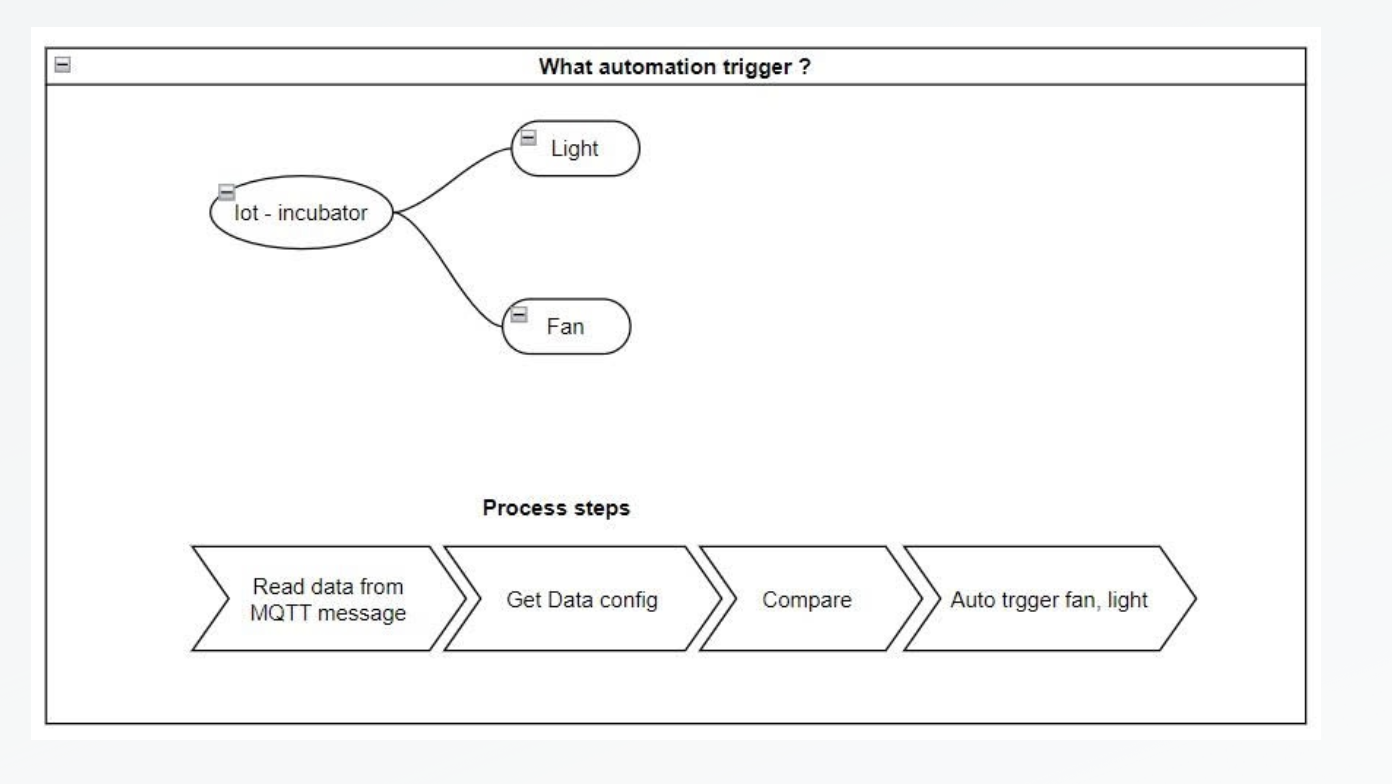 What automation trigger ?
Light
Iot - incubator
Fan
Process steps
Read data from
MQTT message
Get Data config
Compare
Auto trgger fan, light